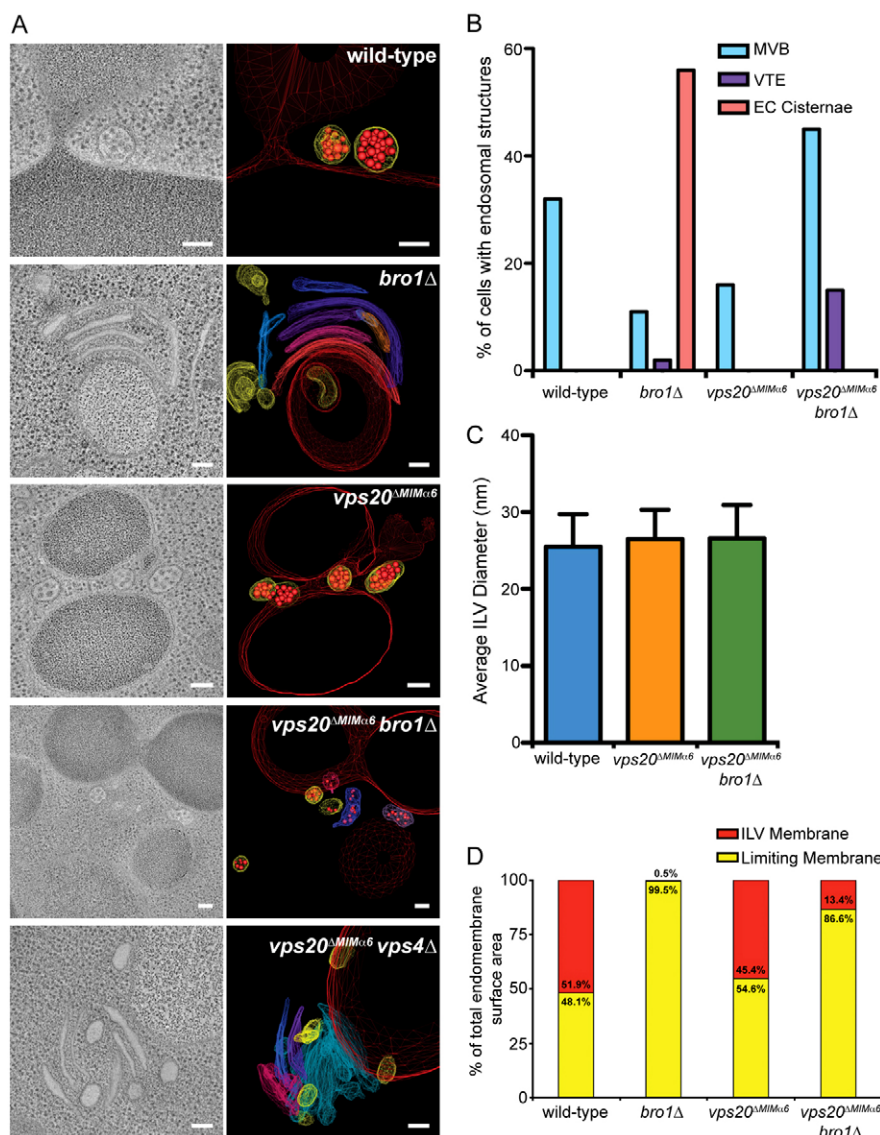 A
wild-type
bro1Δ
vps20ΔMIMα6
vps20ΔMIMα6 bro1Δ
vps20ΔMIMα6 vps4Δ
B
% of cells with endosomal structures
60
40
20
0
MVB
VTE
EC Cisternae
wild-type
bro1Δ
vps20ΔMIMα6
vps20ΔMIMα6
bro1Δ
C
Average ILV Diameter (nm)
40
30
20
10
0
wild-type
vps20ΔMIMα6
vps20ΔMIMα6
bro1Δ
D
ILV Membrane
Limiting Membrane
% of total endomembrane
surface area
100
75
50
25
0
51.9%
48.1%
0.5%
99.5%
45.4%
54.6%
13.4%
86.6%
wild-type
bro1Δ
vps20ΔMIMα6
vps20ΔMIMα6
bro1Δ